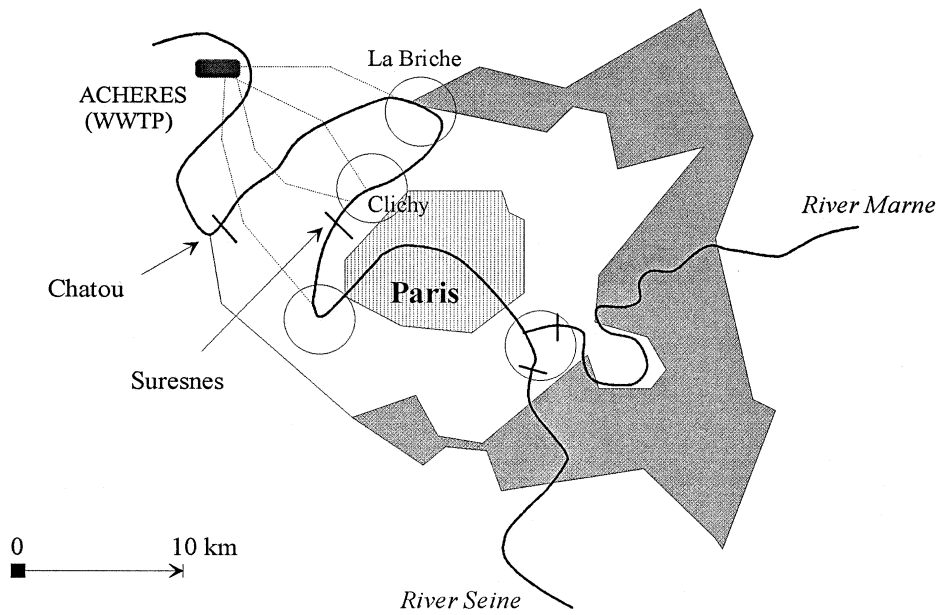 La Briche
ACHERES
(WWTP)
Clichy
River Marne
Chatou
Paris
Suresnes
0
10 km
River Seine